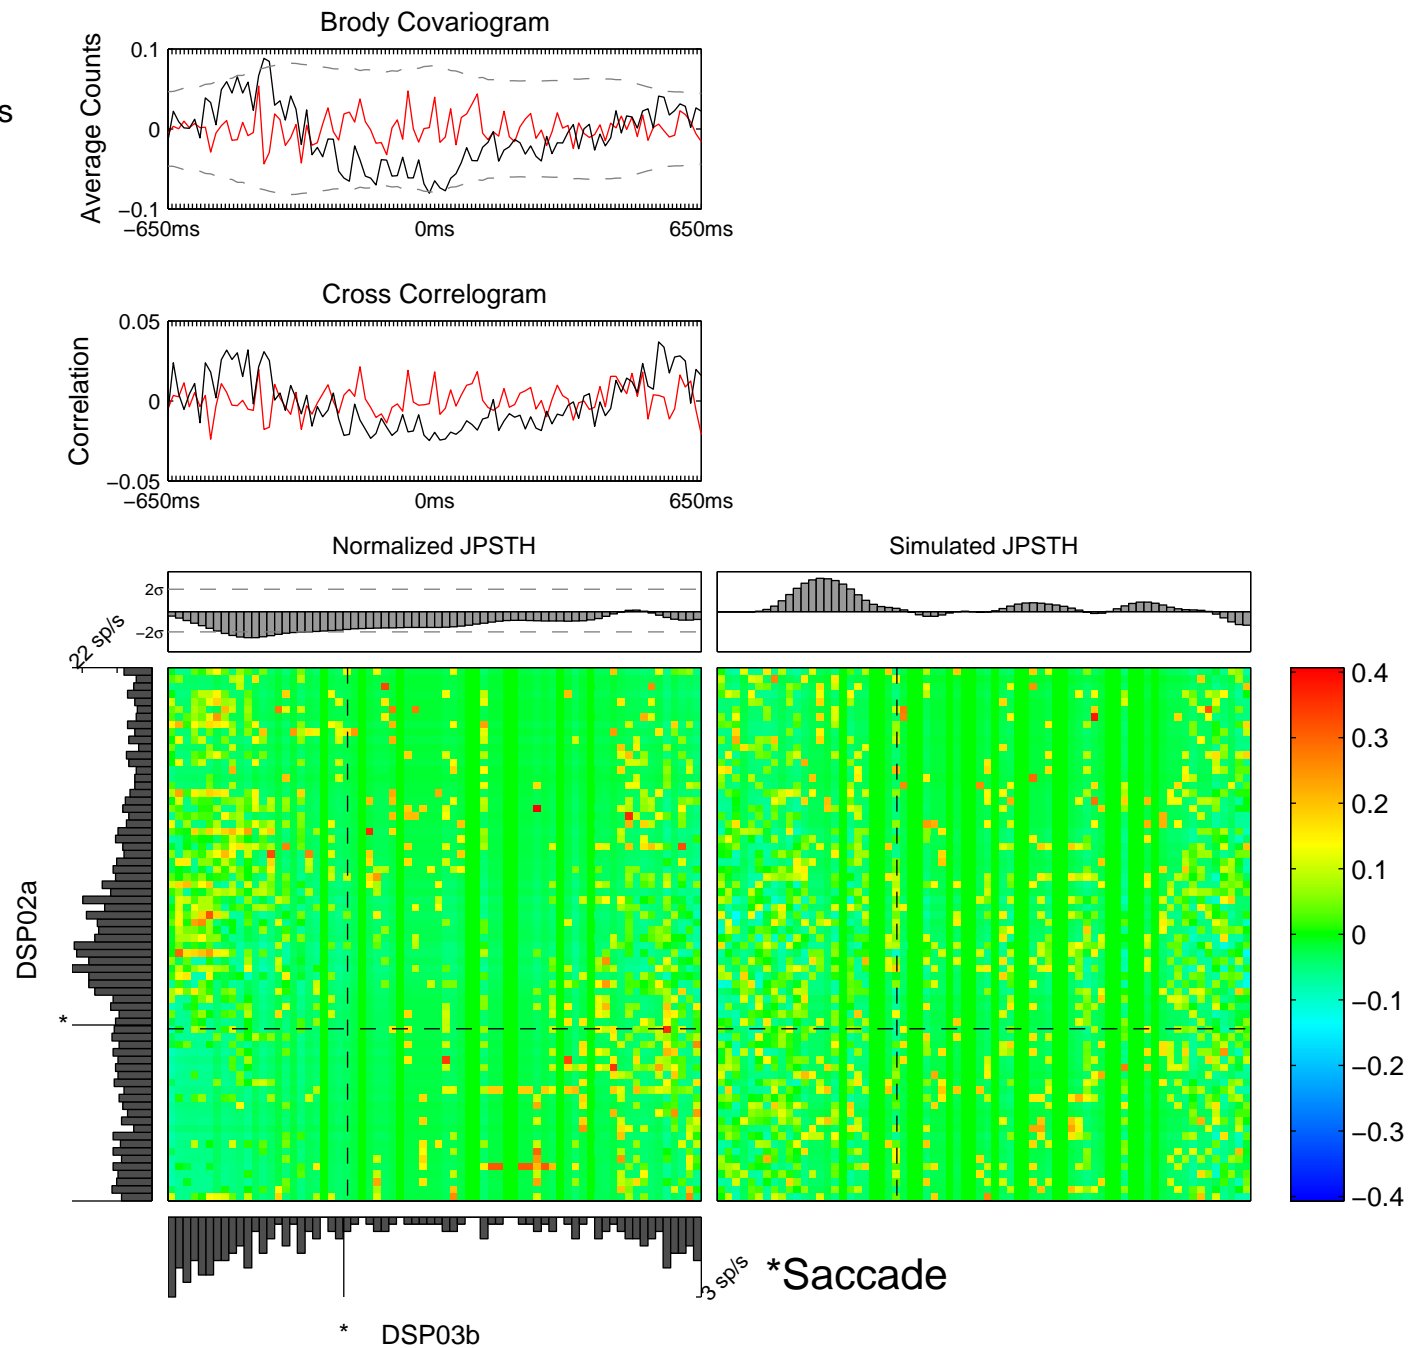 Brody Covariogram
s
Average Counts
0.1
0
−0.1
−650ms
0ms
650ms
Cross Correlogram
Correlation
0.05
0
−0.05
−650ms
0ms
650ms
Normalized JPSTH
Simulated JPSTH
2σ
−2σ
22 sp/s
DSP02a
*
0.4
0.3
0.2
0.1
0
−0.1
−0.2
−0.3
−0.4
3 sp/s
*Saccade
*
DSP03b